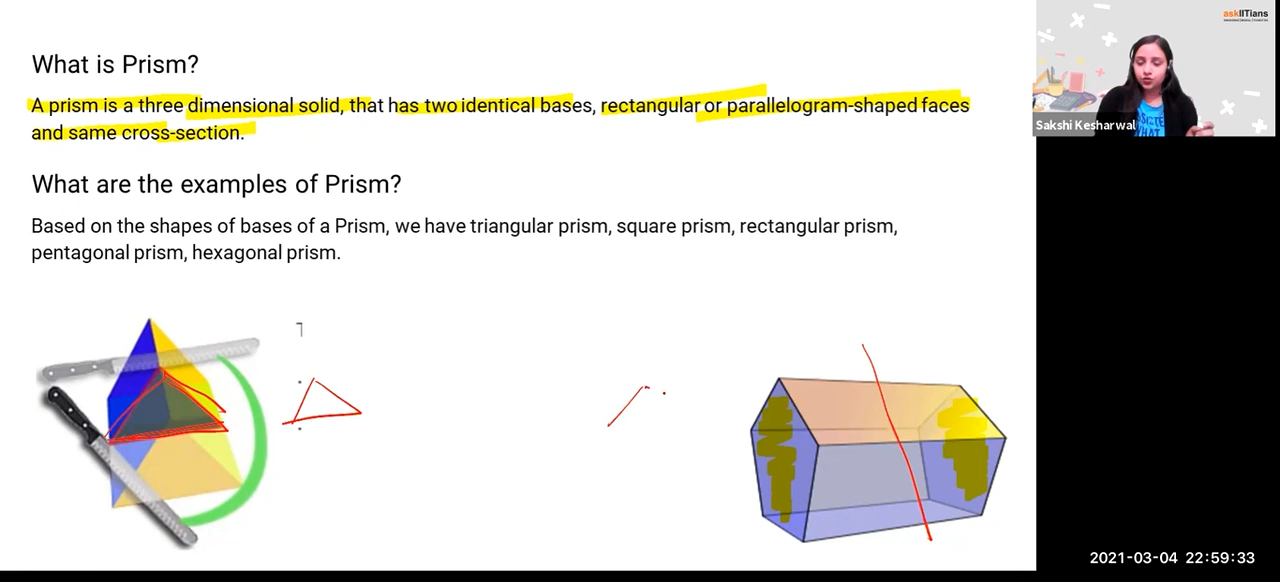 What is Prism?
A prism is a three dimensional solid, that has two identical bases, rectangular or parallelogram-shaped faces
and same cross-section.
What are the examples of Prism?
Based on the shapes of bases of a Prism, we have triangular prism, square prism, rectangular prism,
pentagonal prism, hexagonal prism.
askIITians
Sakshi Kesharwal
2021-03-04 22:59:33